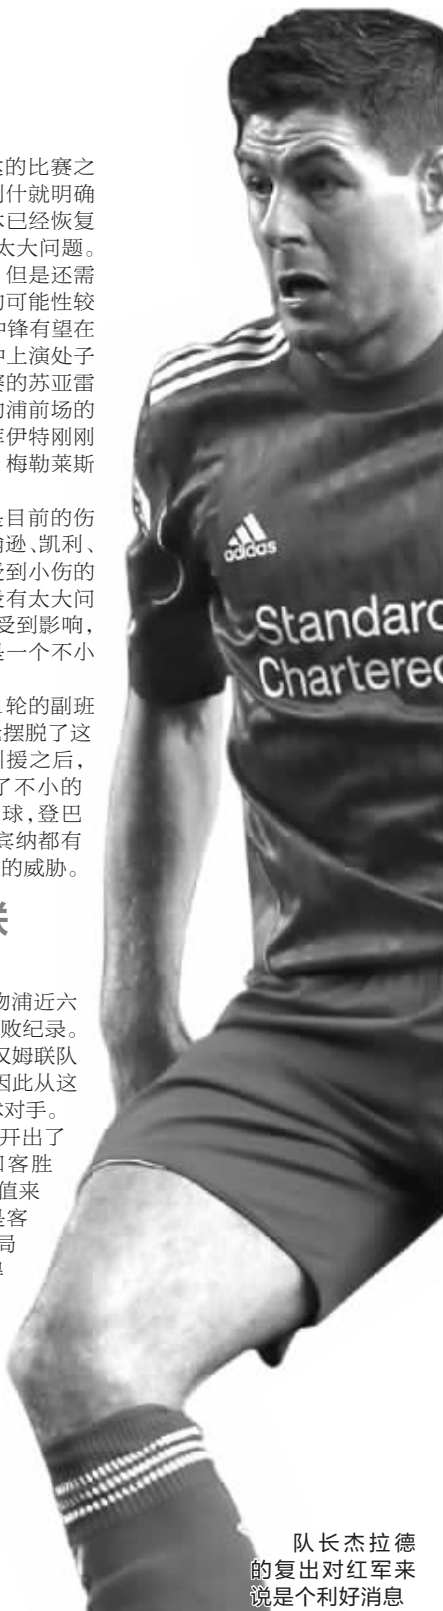 的比赛之
什就明确
已经恢复
太大问题。
但是还需
可能性较
锋有望在
上演处子
的苏亚雷
浦前场的
伊特刚刚
梅勒莱斯
目前的伤
逊、凯利、
到小伤的
有太大问
受到影响,
是一个不小
轮的副班
摆脱了这
援之后,
了不小的
球,登巴
宾纳都有
的威胁。
物浦近六
败纪录。
姆联队
因此从这
对手。
开出了
客胜
值来
是客
局
adidas
Standard
Chartered
队长杰拉德
的复出对红军来
说是个利好消息